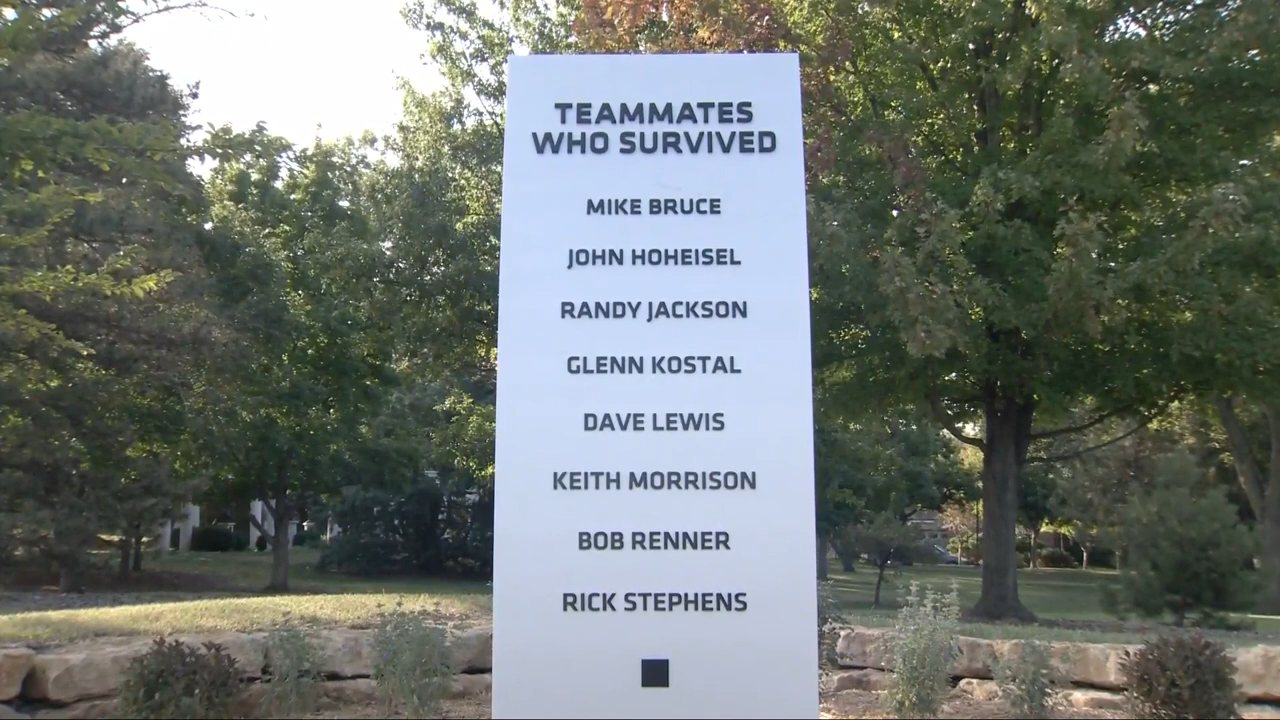 TEAMMATES
WHO SURVIVED
MIKE BRUCE
JOHN HOHEISEL
RANDY JACKSON
GLENN KOSTAL
DAVE LEWIS
KEITH MORRISON
BOB RENNER
RICK STEPHENS